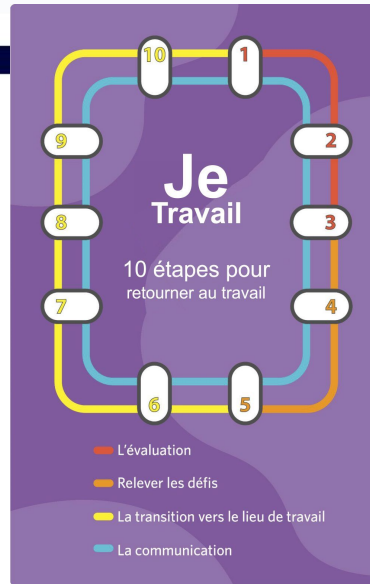 10
1
9
2
8
3
7
4
6
5
Je
Travail
10 étapes pour
retourner au travail
L'évaluation
Relever les défis
La transition vers le lieu de travail
La communication